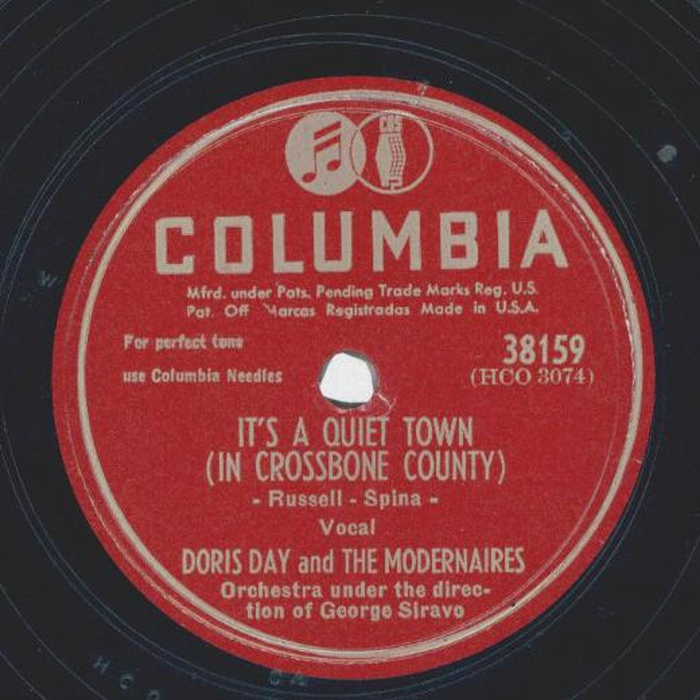 CBS
COLUMBIA
Mfrd. under Pats. Pending Trade Marks Reg. U.S.
Pat. Off Marcas Registradas Made in U.S.A.
For perfect tone
use Columbia Needles
38159
(HCO 3074)
IT'S A QUIET TOWN
(IN CROSSBONE COUNTY)
- Russell - Spina -
Vocal
DORIS DAY and THE MODERNAIRES
Orchestra under the direc-
tion of George Siravo
H C O